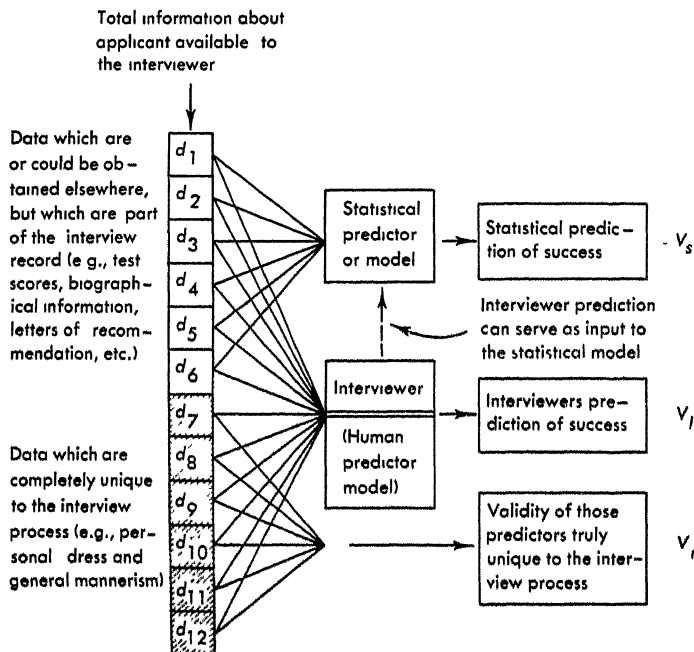 Total information about
applicant available to
the interviewer
Data which are
or could be ob–
tained elsewhere,
but which are part
of the interview
record (e g., test
scores, biograph–
ical information,
letters of recom–
mendation, etc.)
Data which are
completely unique
to the interview
process (e.g., per–
sonal dress and
general mannerism)
d1
d2
d3
d4
d5
d6
d7
d8
d9
d10
d11
d12
Statistical
predictor
or model
Statistical predic–
tion of success
Vs
Interviewer prediction
can serve as input to
the statistical model
Interviewer
(Human
predictor
model)
Interviewers pre–
diction of success
VI
Validity of those
predictors truly
unique to the inter–
view process